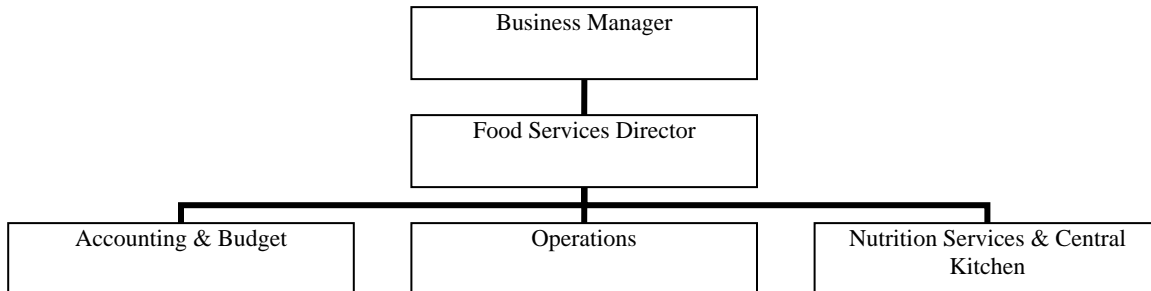 Business Manager
Food Services Director
Accounting & Budget
Operations
Nutrition Services & Central
Kitchen